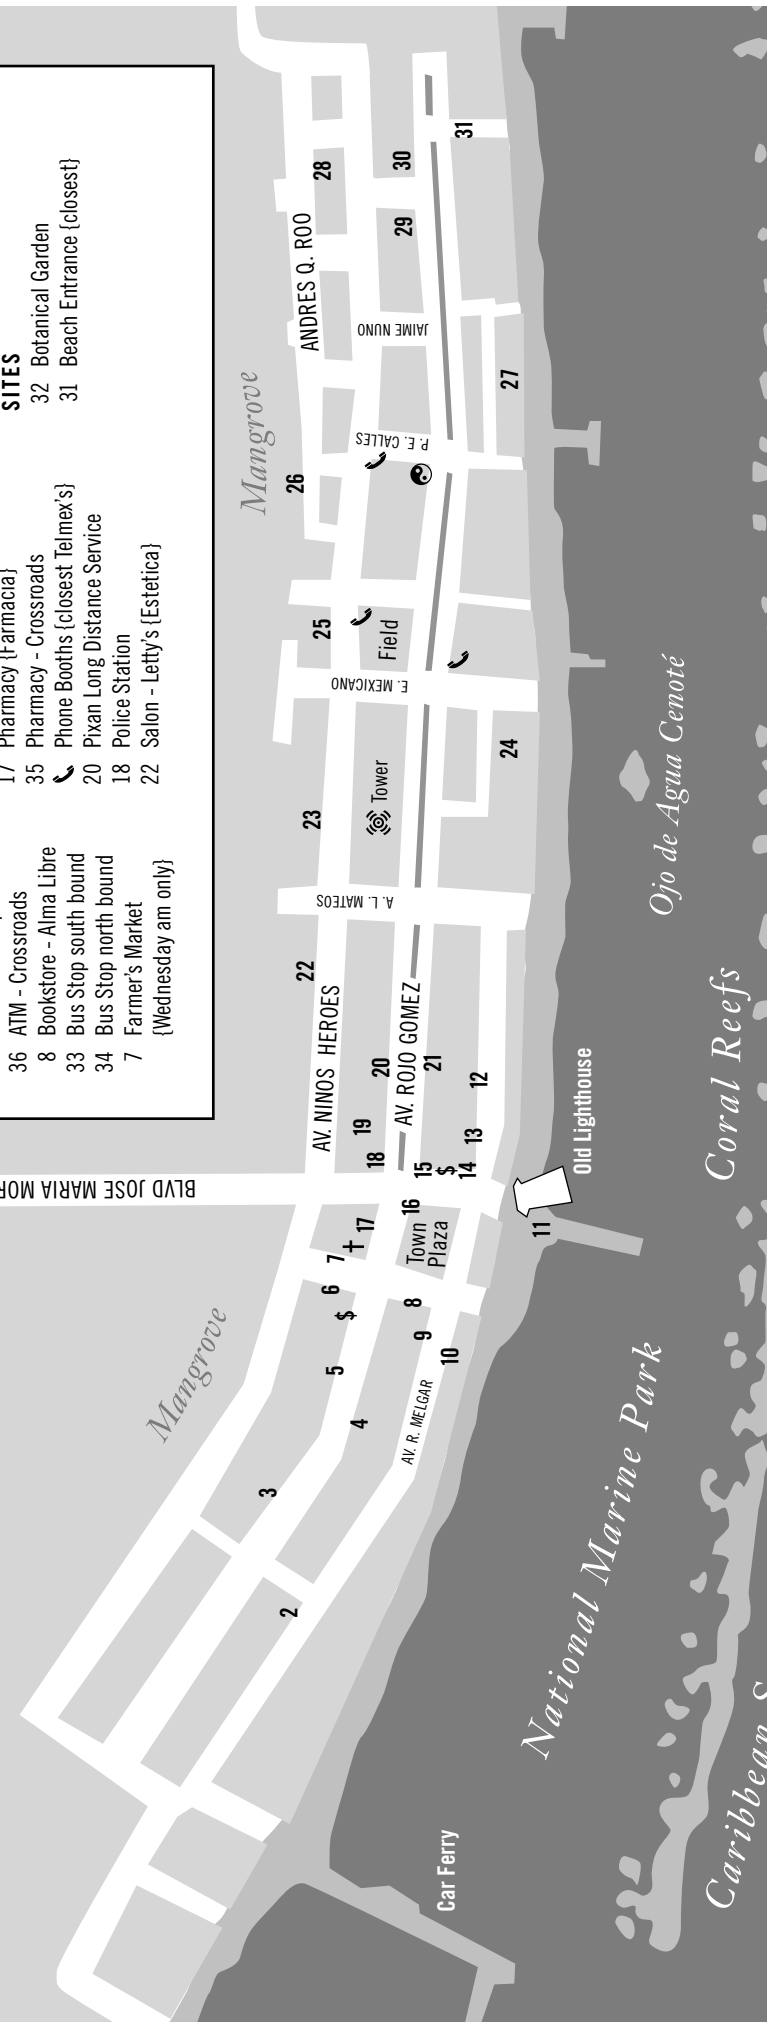 36 ATM - Crossroads
8 Bookstore - Alma Libre
33 Bus Stop south bound
34 Bus Stop north bound
7 Farmer's Market
{Wednesday am only}
17 Pharmacy {Farmacia}
35 Pharmacy - Crossroads
Phone Booths {closest Telmex's}
20 Pixan Long Distance Service
18 Police Station
22 Salon - Letty's {Estetica}
SITES
32 Botanical Garden
31 Beach Entrance {closest}
BLVD JOSE MARIA MOR
Mangrove
Mangrove
AV. NINOS HEROES
ANDRES Q. ROO
AV. ROJO GOMEZ
AV. R. MELGAR
A. L. MATEOS
E. MEXICANO
P. E. CALLES
JAIME NUNO
Tower
Field
Town
Plaza
2
3
4
5
$
6
7
8
9
10
11
12
13
14
$
15
16
17
18
19
20
21
22
23
24
25
26
27
28
29
30
31
Old Lighthouse
Car Ferry
Ojo de Agua Cenoté
Coral Reefs
National Marine Park
Caribbean S